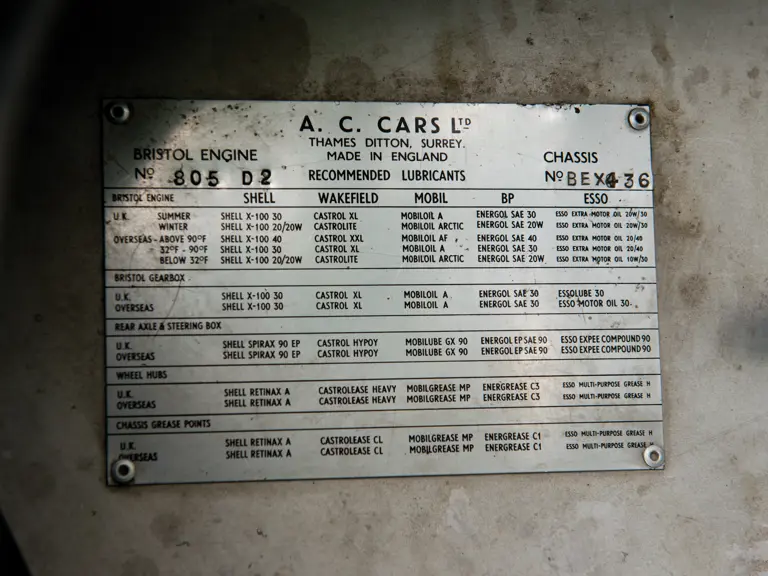 A. C. CARS LTD
THAMES DITTON, SURREY.
BRISTOL ENGINE MADE IN ENGLAND CHASSIS
No 805 D2 RECOMMENDED LUBRICANTS No BEX436
BRISTOL ENGINE SHELL WAKEFIELD MOBIL BP ESSO
U.K. SUMMER SHELL X-100 30 CASTROL XL MOBILOIL A ENERGOL SAE 30 ESSO EXTRA MOTOR OIL 20W/30
WINTER SHELL X-100 20/20W CASTROLITE MOBILOIL ARCTIC ENERGOL SAE 20W ESSO EXTRA MOTOR OIL 20W/30
OVERSEAS - ABOVE 90°F SHELL X-100 40 CASTROL XXL MOBILOIL AF ENERGOL SAE 40 ESSO EXTRA MOTOR OIL 20/40
32°F - 90°F SHELL X-100 30 CASTROL XL MOBILOIL A ENERGOL SAE 30 ESSO EXTRA MOTOR OIL 20/40
BELOW 32°F SHELL X-100 20/20W CASTROLITE MOBILOIL ARCTIC ENERGOL SAE 20W ESSO EXTRA MOTOR OIL 10W/30
BRISTOL GEARBOX
U.K. SHELL X-100 30 CASTROL XL MOBILOIL A ENERGOL SAE 30 ESSOLUBE 30
OVERSEAS SHELL X-100 30 CASTROL XL MOBILOIL A ENERGOL SAE 30 ESSO MOTOR OIL 30
REAR AXLE & STEERING BOX
U.K. SHELL SPIRAX 90 EP CASTROL HYPOY MOBILUBE GX 90 ENERGOL EP SAE 90 ESSO EXPEE COMPOUND 90
OVERSEAS SHELL SPIRAX 90 EP CASTROL HYPOY MOBILUBE GX 90 ENERGOL EP SAE 90 ESSO EXPEE COMPOUND 90
WHEEL HUBS
U.K. SHELL RETINAX A CASTROLEASE HEAVY MOBILGREASE MP ENERGREASE C3 ESSO MULTI-PURPOSE GREASE H
OVERSEAS SHELL RETINAX A CASTROLEASE HEAVY MOBILGREASE MP ENERGREASE C3 ESSO MULTI-PURPOSE GREASE H
CHASSIS GREASE POINTS
U.K. SHELL RETINAX A CASTROLEASE CL MOBILGREASE MP ENERGREASE C1 ESSO MULTI-PURPOSE GREASE H
OVERSEAS SHELL RETINAX A CASTROLEASE CL MOBILGREASE MP ENERGREASE C1 ESSO MULTI-PURPOSE GREASE H